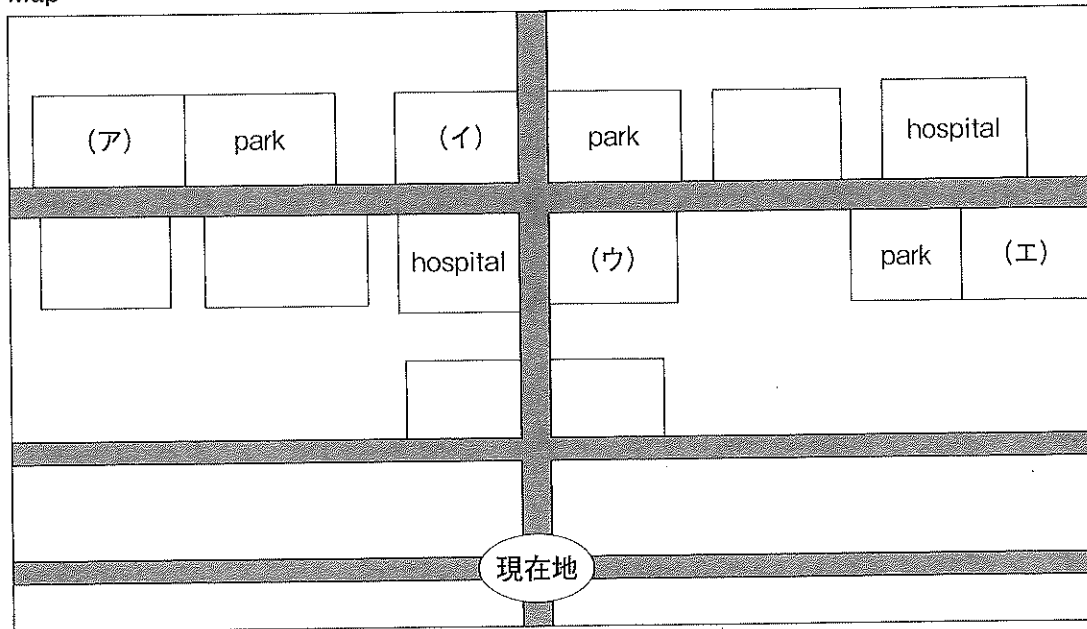 Map
(ア) park (イ) park hospital
hospital (ウ) park (エ)
現在地